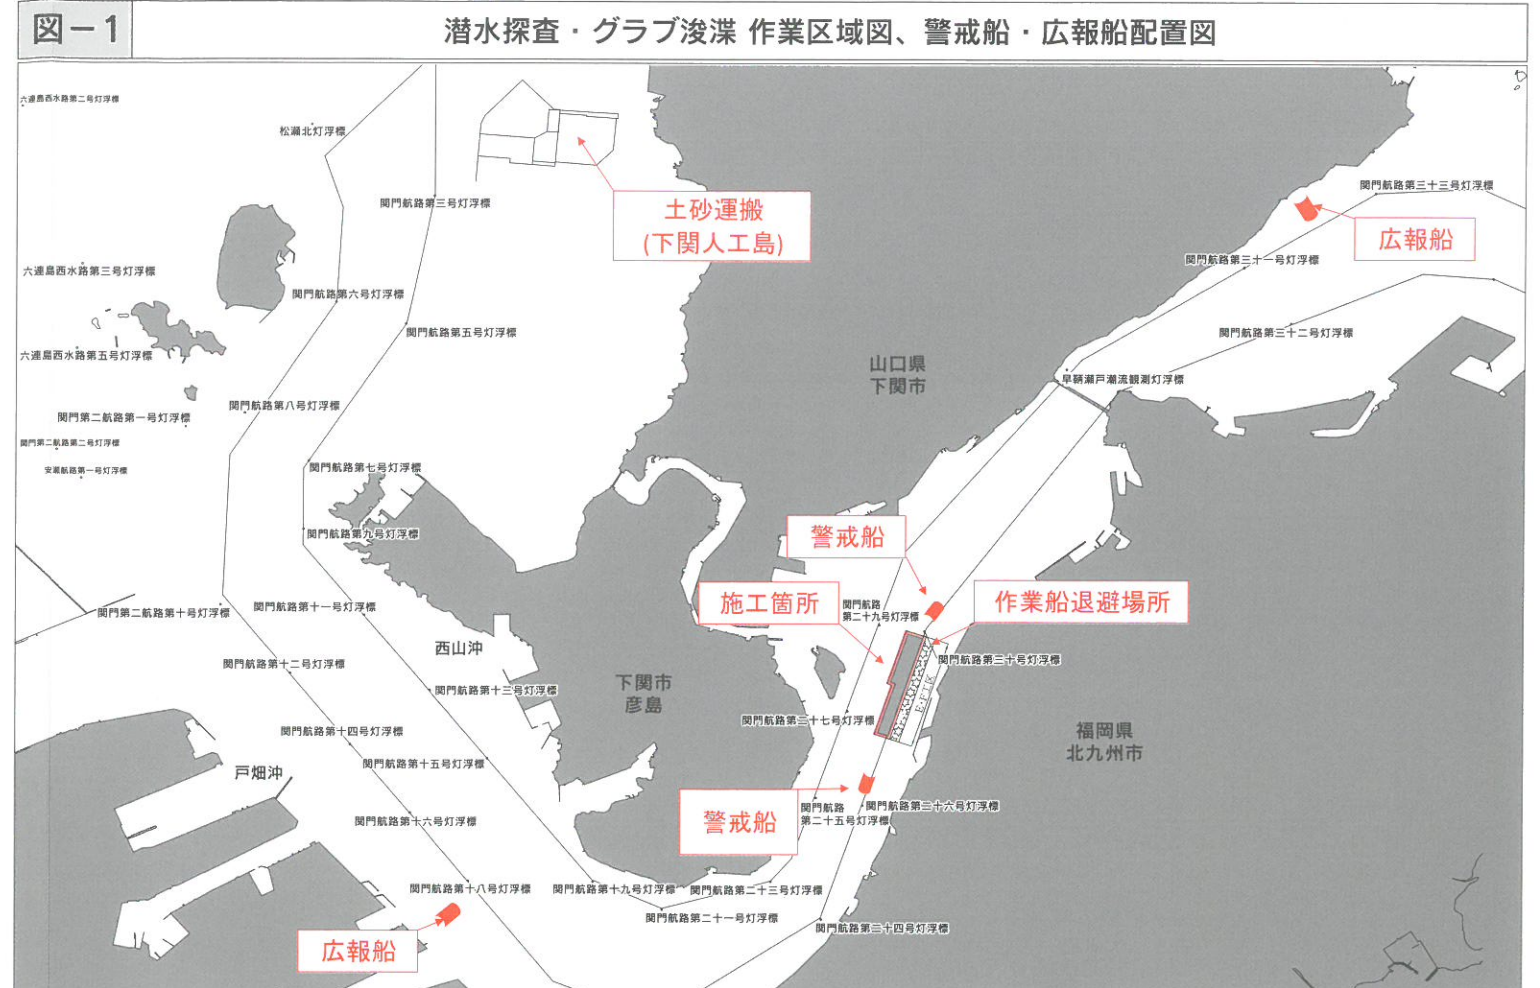 図－1
潜水探査・グラブ浚渫 作業区域図、警戒船・広報船配置図
六連島西水路第二号灯浮標
松瀬北灯浮標
関門航路第三号灯浮標
土砂運搬
(下関人工島)
関門航路第三十三号灯浮標
広報船
関門航路第三十一号灯浮標
六連島西水路第三号灯浮標
関門航路第六号灯浮標
関門航路第五号灯浮標
関門航路第三十二号灯浮標
六連島西水路第五号灯浮標
山口県
下関市
早鞆瀬戸潮流観測灯浮標
関門航路第八号灯浮標
関門第二航路第一号灯浮標
関門第二航路第二号灯浮標
安瀬航路第一号灯浮標
関門航路第七号灯浮標
関門航路第九号灯浮標
警戒船
施工箇所
作業船退避場所
関門航路
第二十九号灯浮標
関門第二航路第十号灯浮標
関門航路第十一号灯浮標
西山沖
関門航路第三十号灯浮標
関門航路第十二号灯浮標
関門航路第十三号灯浮標
下関市
彦島
E:F工区
関門航路第二十七号灯浮標
関門航路第十四号灯浮標
福岡県
北九州市
関門航路第十五号灯浮標
戸畑沖
警戒船
関門航路
第二十五号灯浮標
関門航路第二十六号灯浮標
関門航路第十六号灯浮標
関門航路第十八号灯浮標
関門航路第十九号灯浮標
関門航路第二十三号灯浮標
関門航路第二十一号灯浮標
関門航路第二十四号灯浮標
広報船